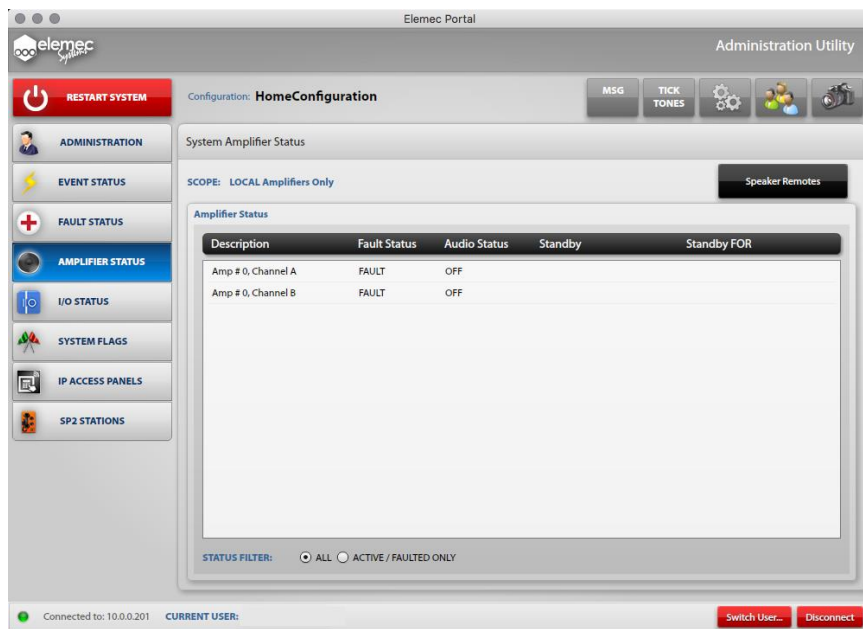 Elemec Portal
elemec
Systems
Administration Utility
RESTART SYSTEM
Configuration: HomeConfiguration
MSG
TICK
TONES
ADMINISTRATION
EVENT STATUS
FAULT STATUS
AMPLIFIER STATUS
I/O STATUS
SYSTEM FLAGS
IP ACCESS PANELS
SP2 STATIONS
System Amplifier Status
SCOPE: LOCAL Amplifiers Only
Speaker Remotes
Amplifier Status
Description Fault Status Audio Status Standby Standby FOR
Amp # 0, Channel A FAULT OFF
Amp # 0, Channel B FAULT OFF
STATUS FILTER: ALL ACTIVE / FAULTED ONLY
Connected to: 10.0.0.201 CURRENT USER:
Switch User... Disconnect